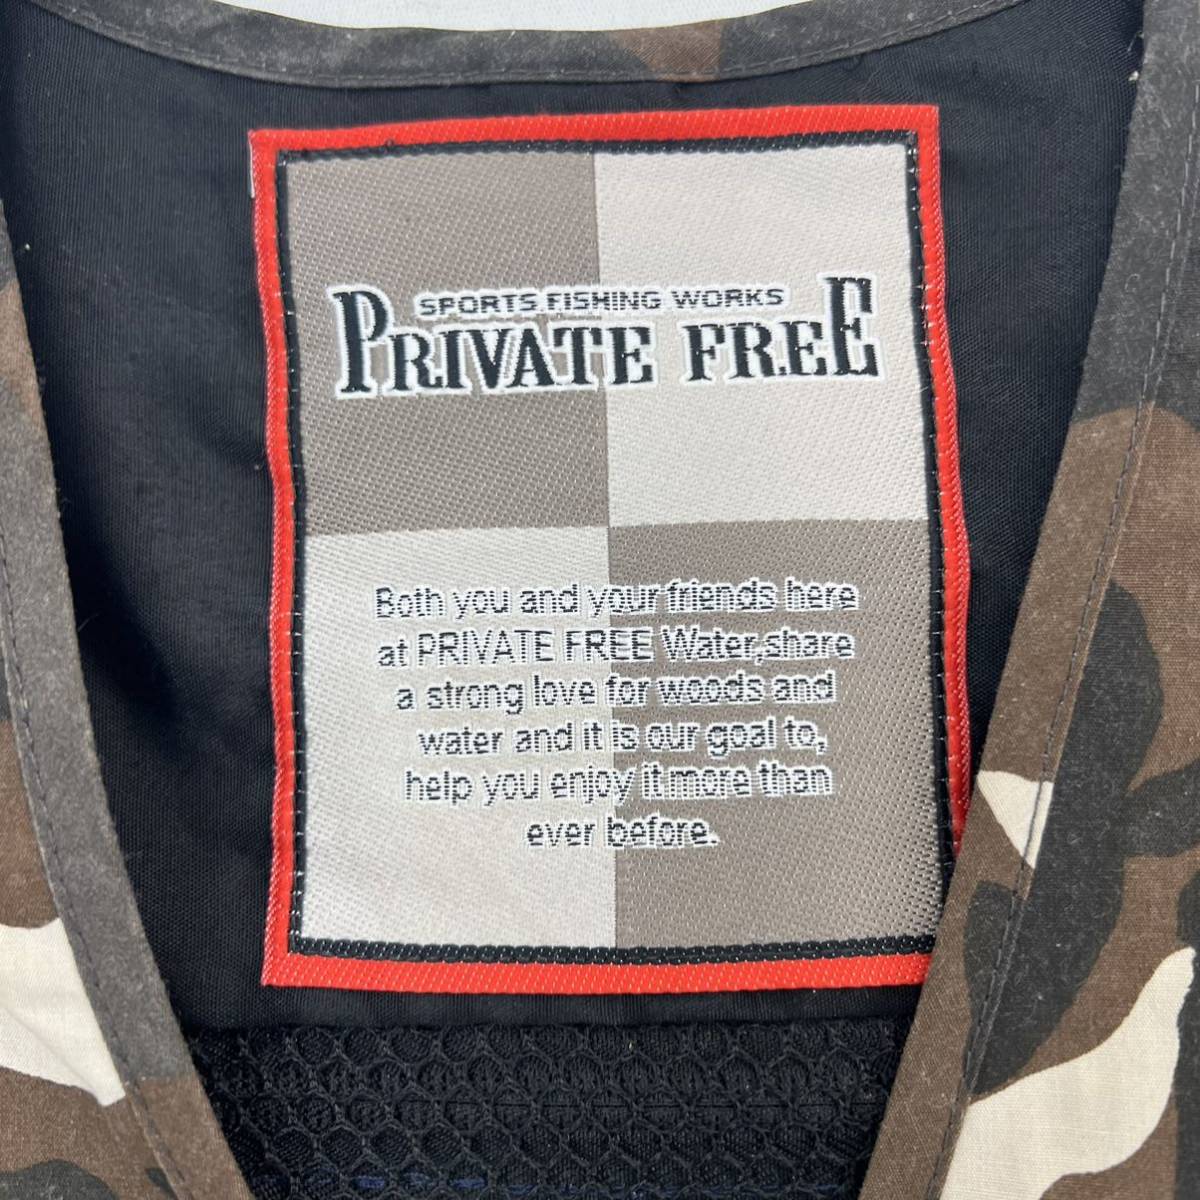 SPORTS FISHING WORKS
PRIVATE FREE
Both you and your friends here
at PRIVATE FREE Water,share
a strong love for woods and
water and it is our goal to,
help you enjoy it more than
ever before.